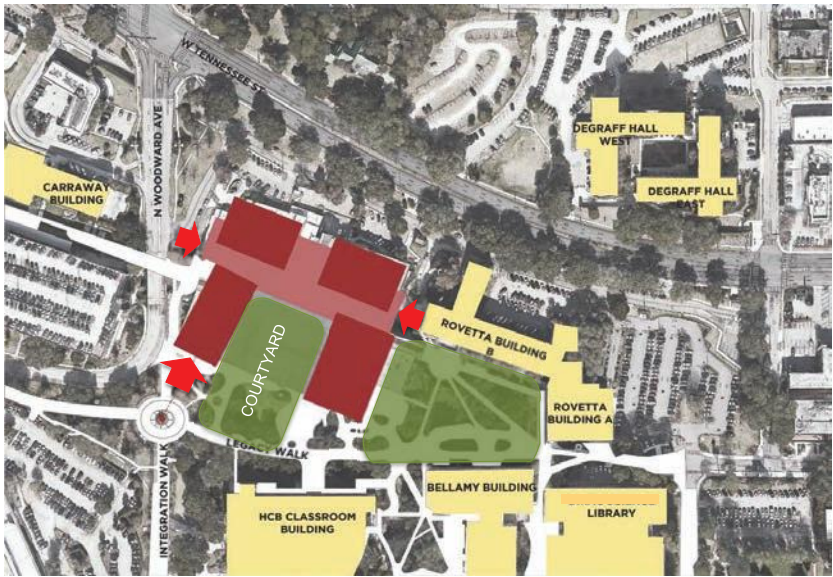 W TENNESSEE ST
N WOODWARD AVE
DEGRAFF HALL
WEST
DEGRAFF HALL
EAST
CARRAWAY
BUILDING
COURTYARD
ROVETTA BUILDING
B
ROVETTA
BUILDING A
LEGACY WALK
INTEGRATION WALK
BELLAMY BUILDING
HCB CLASSROOM
BUILDING
LIBRARY